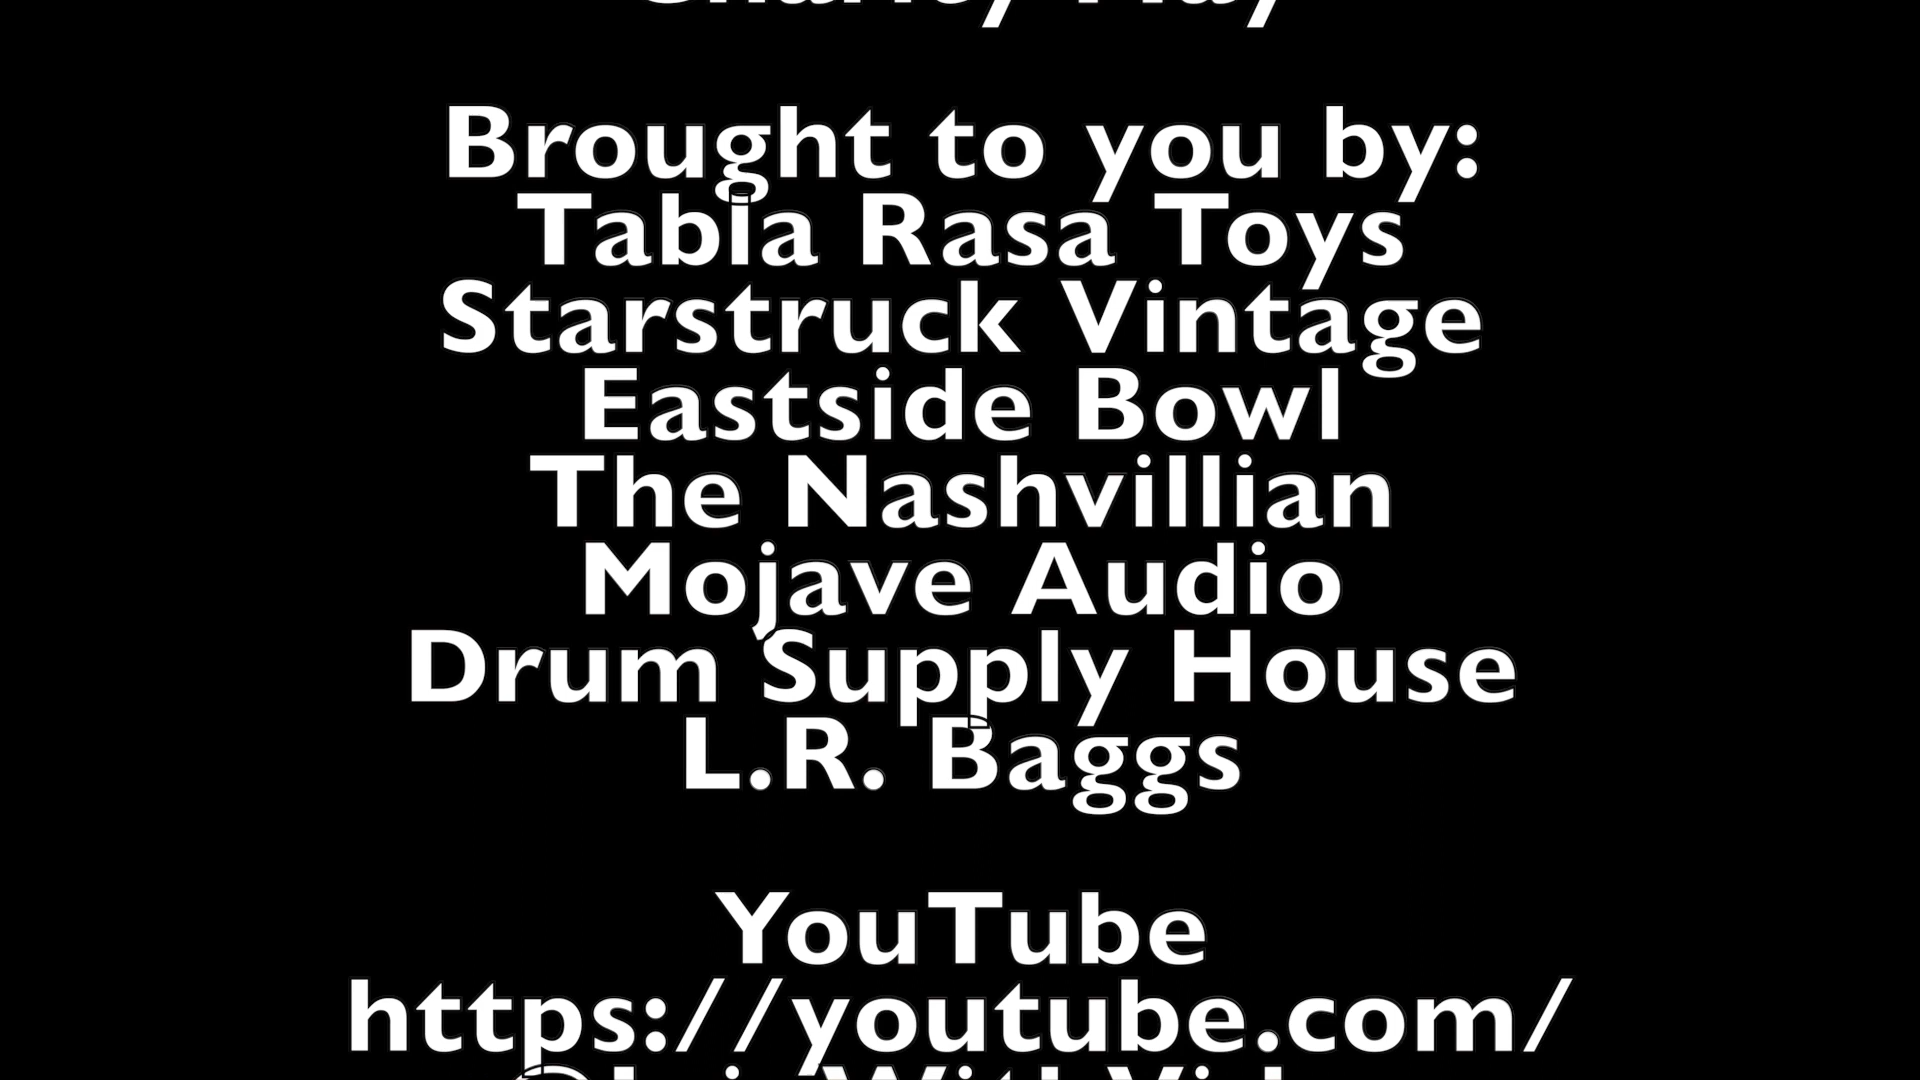 Brought to you by:
Tabla Rasa Toys
Starstruck Vintage
Eastside Bowl
The Nashvillian
Mojave Audio
Drum Supply House
L.R. Baggs
YouTube
https://youtube.com/